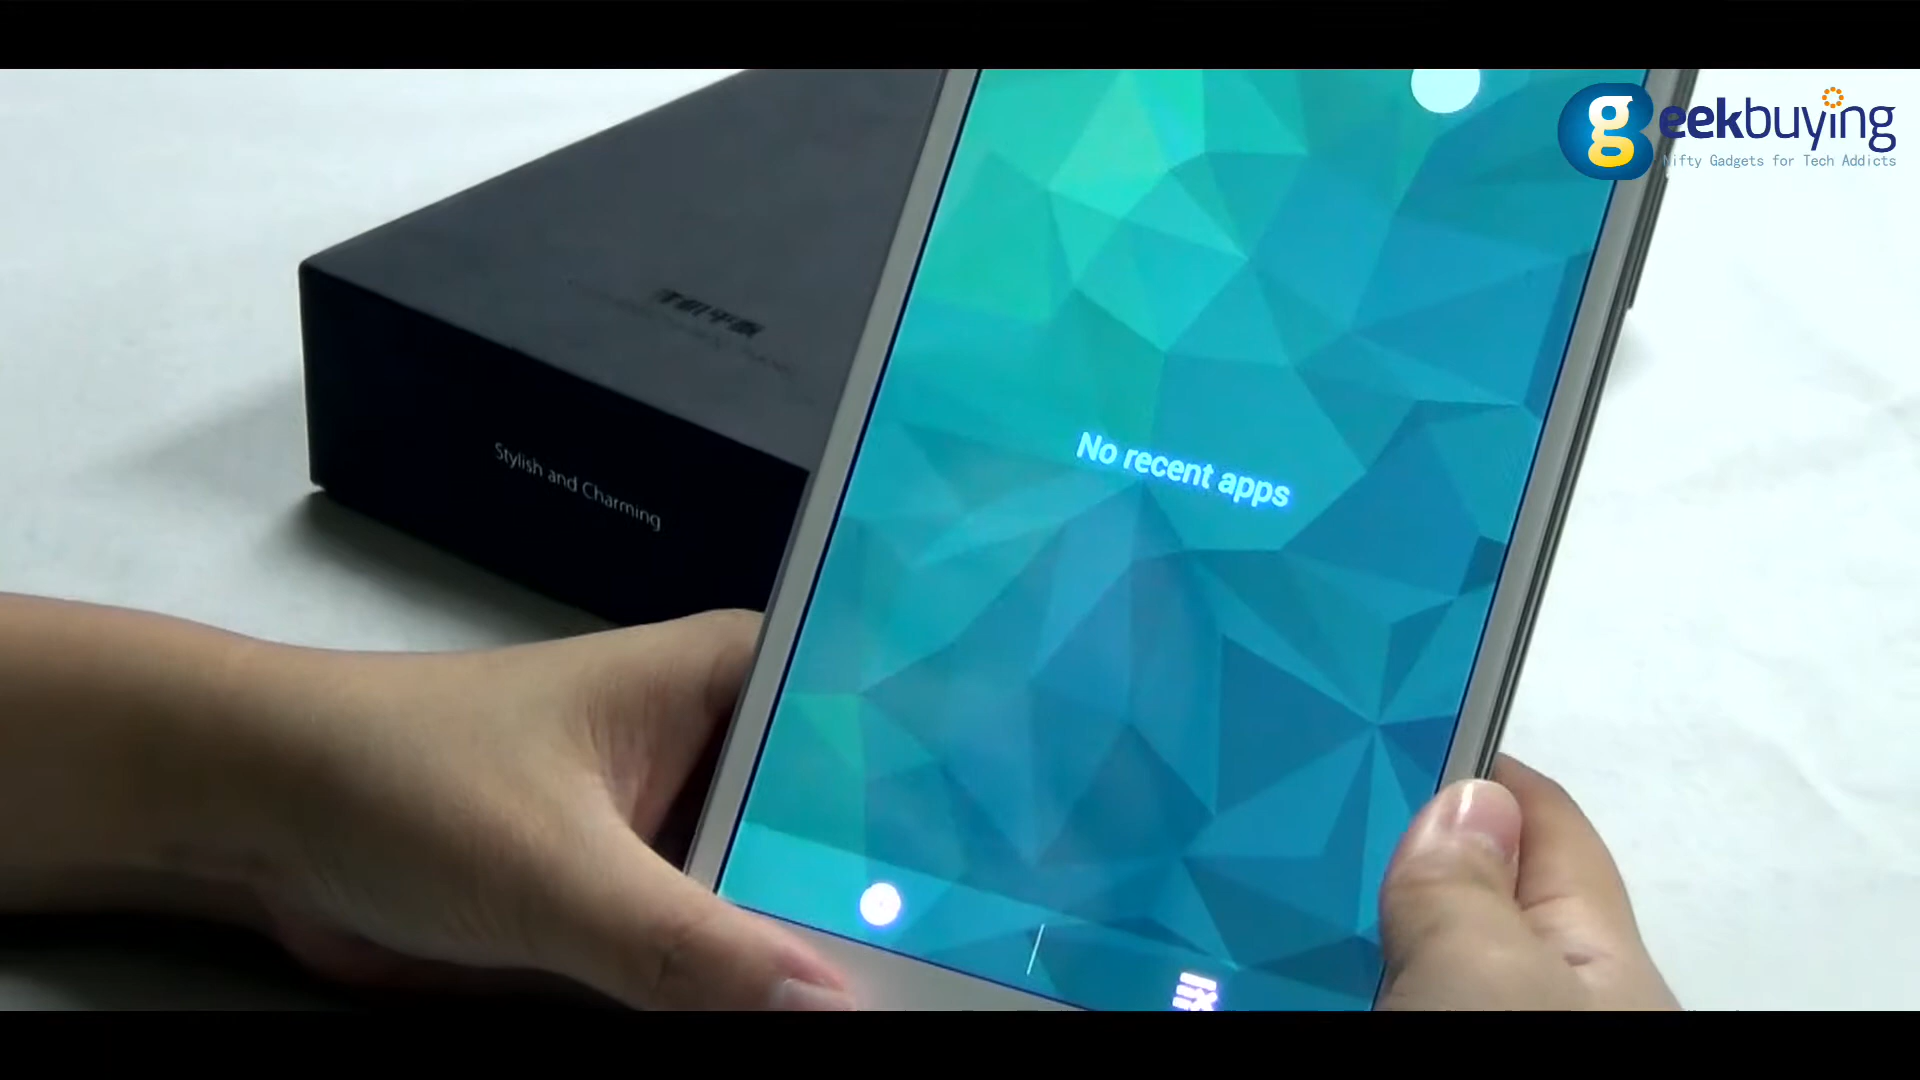 geekbuying
Nifty Gadgets for Tech Addicts
No recent apps
Stylish and Charming